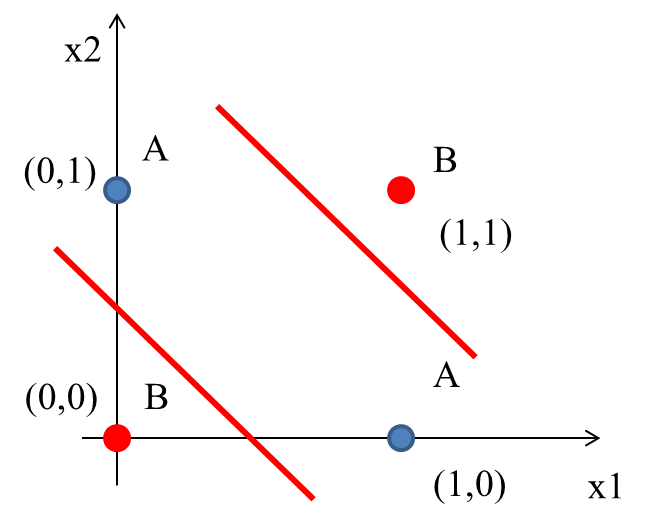 x2
A
(0,1)
B
(1,1)
A
(0,0)
B
(1,0)
x1